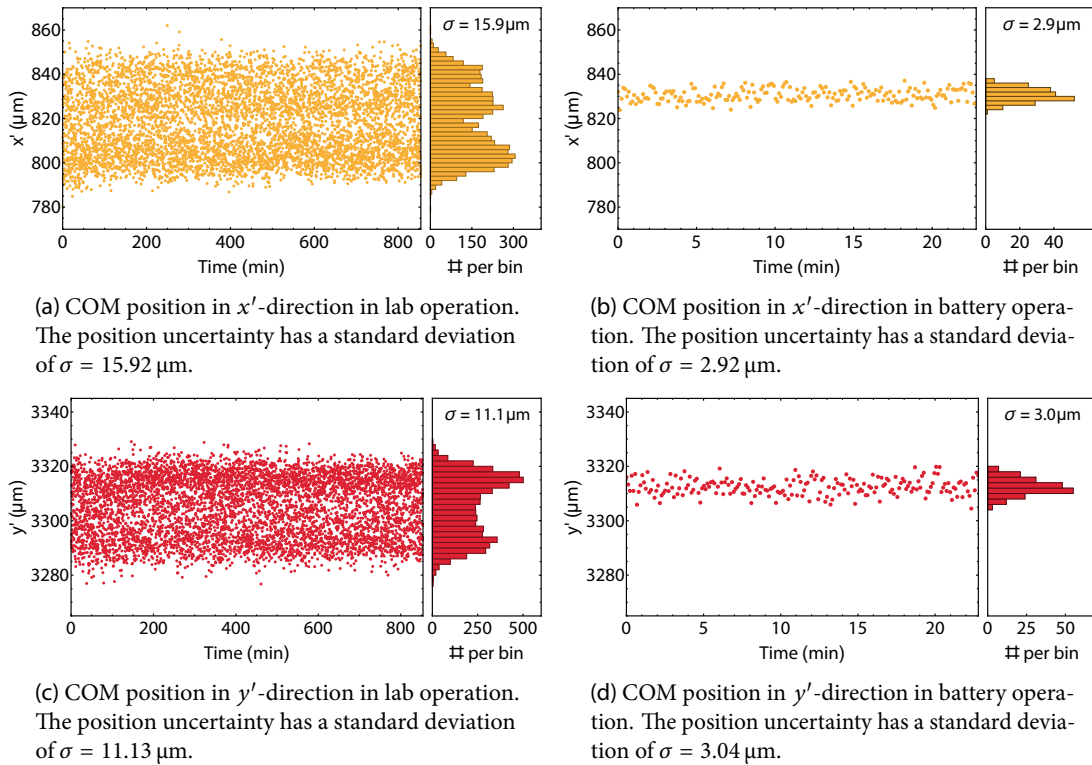 860
840
820
800
780
x' (µm)
0
200
400
600
800
Time (min)
σ = 15.9µm
0
150
300
# per bin
860
840
820
800
780
x' (µm)
0
5
10
15
20
Time (min)
σ = 2.9µm
0
20
40
# per bin
(a) COM position in x′-direction in lab operation.
The position uncertainty has a standard deviation
of σ = 15.92 µm.
(b) COM position in x′-direction in battery opera-
tion. The position uncertainty has a standard devia-
tion of σ = 2.92 µm.
3340
3320
3300
3280
y' (µm)
0
200
400
600
800
Time (min)
σ = 11.1µm
0
250
500
# per bin
3340
3320
3300
3280
y' (µm)
0
5
10
15
20
Time (min)
σ = 3.0µm
0
25
50
# per bin
(c) COM position in y′-direction in lab operation.
The position uncertainty has a standard deviation
of σ = 11.13 µm.
(d) COM position in y′-direction in battery opera-
tion. The position uncertainty has a standard devia-
tion of σ = 3.04 µm.